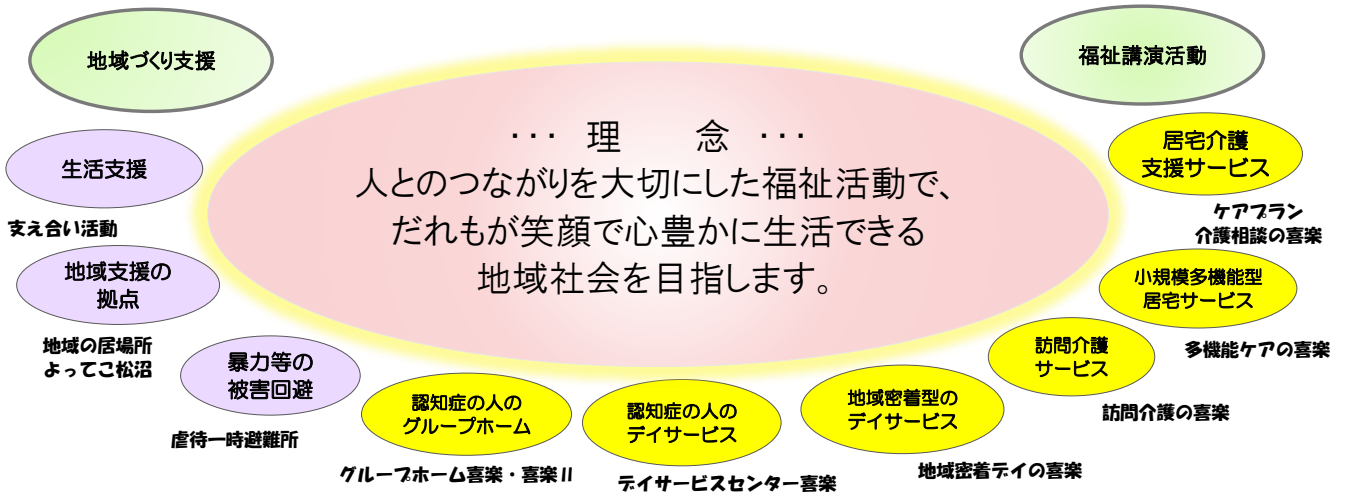 地域づくり支援
福祉講演活動
・・・ 理　　念 ・・・
人とのつながりを大切にした福祉活動で、
だれもが笑顔で心豊かに生活できる
地域社会を目指します。
生活支援
支え合い活動
地域支援の
拠点
地域の居場所
よってこ松沼
暴力等の
被害回避
虐待一時避難所
認知症の人の
グループホーム
グループホーム喜楽・喜楽Ⅱ
認知症の人の
デイサービス
デイサービスセンター喜楽
地域密着型の
デイサービス
地域密着デイの喜楽
訪問介護
サービス
訪問介護の喜楽
小規模多機能型
居宅サービス
多機能ケアの喜楽
居宅介護
支援サービス
ケアプラン
介護相談の喜楽